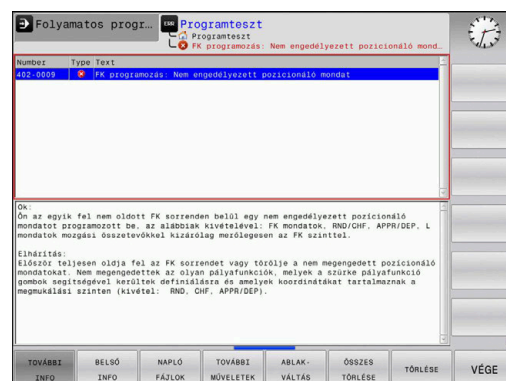 Folyamatos progr...
Programteszt
Programteszt
FK programozás: Nem engedélyezett pozicionáló mond...
Number Type Text
402-0009 FK programozás: Nem engedélyezett pozicionáló mondat
Ok:
Ön az egyik fel nem oldott FK sorrenden belül egy nem engedélyezett pozícionáló
mondatot programozott be, az alábbiak kivételével: FK mondatok, RND/CHF, APPR/DEP, L
mondatok mozgási összetevőkkel kizárólag merőlegesen az FK szinttel.
Elhárítás:
Először teljesen oldja fel az FK sorrendet vagy törölje a nem megengedett pozícionáló
mondatokat. Nem megengedettek az olyan pályafunkciók, melyek a szürke pályafunkció
gombok segítségével kerültek definiálásra és amelyek koordinátákat tartalmaznak a
megmukálási szinten (kivétel: RND, CHF, APPR/DEP).
TOVÁBBI INFO
BELSŐ INFO
NAPLÓ FÁJLOK
TOVÁBBI MŰVELETEK
ABLAK- VÁLTÁS
ÖSSZES TÖRLÉSE
TÖRLÉSE
VÉGE